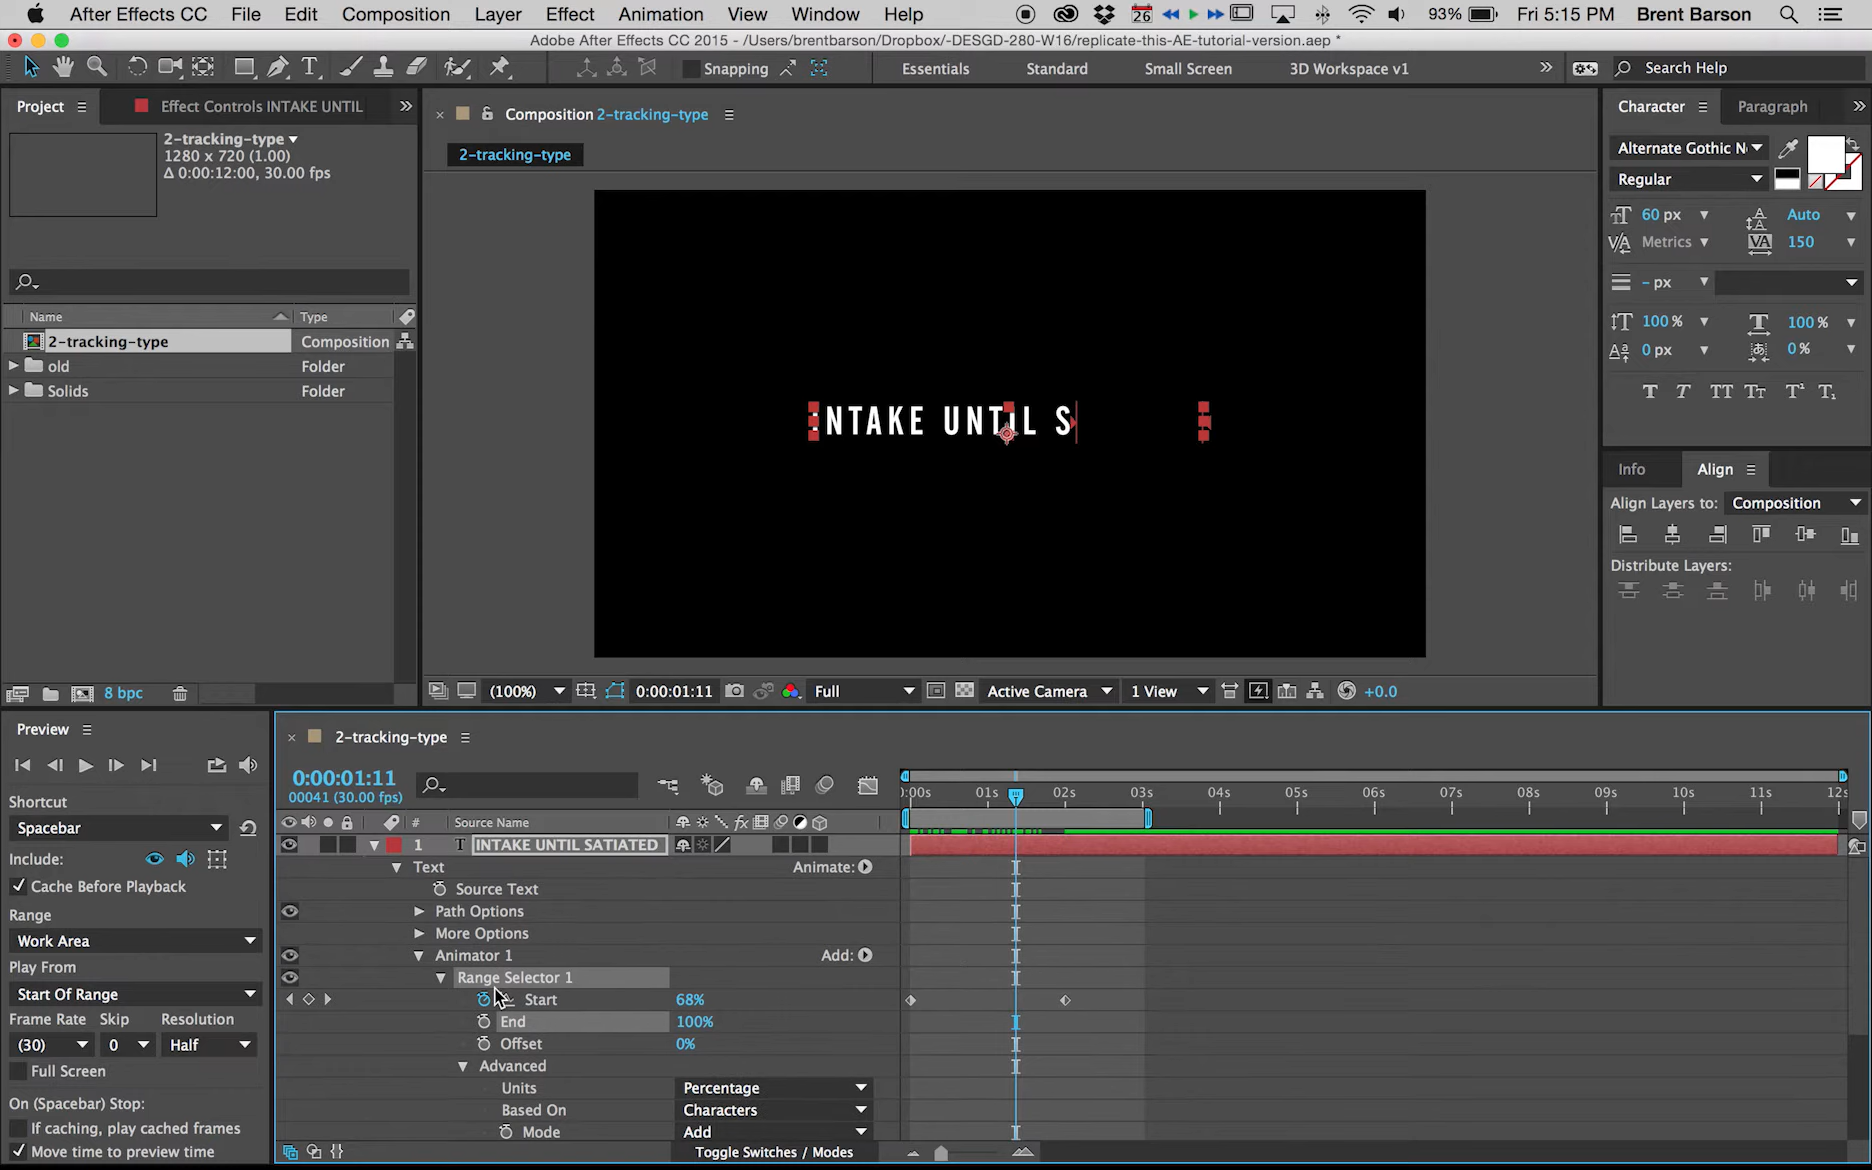 After Effects CC File Edit Composition Layer Effect Animation View Window Help 26 93% Fri 5:15 PM Brent Barson
Adobe After Effects CC 2015 - /Users/brentbarson/Dropbox/-DESGD-280-W16/replicate-this-AE-tutorial-version.aep *
Snapping Essentials Standard Small Screen 3D Workspace v1 Search Help
Project Effect Controls INTAKE UNTIL
2-tracking-type
1280 x 720 (1.00)
Δ 0:00:12:00, 30.00 fps
Name Type
2-tracking-type Composition
old Folder
Solids Folder
8 bpc
Composition 2-tracking-type
2-tracking-type
INTAKE UNTIL S
(100%) 0:00:01:11 Full Active Camera 1 View +0.0
Character Paragraph
Alternate Gothic N
Regular
60 px Auto
Metrics 150
- px
100 % 100 %
0 px 0 %
T T TT Tт T¹ T₁
Info Align
Align Layers to: Composition
Distribute Layers:
Preview
Shortcut
Spacebar
Include:
Cache Before Playback
Range
Work Area
Play From
Start Of Range
Frame Rate Skip Resolution
(30) 0 Half
Full Screen
On (Spacebar) Stop:
If caching, play cached frames
Move time to preview time
2-tracking-type
0:00:01:11
00041 (30.00 fps)
:00s 01s 02s 03s 04s 05s 06s 07s 08s 09s 10s 11s 12s
# Source Name fx
1 T INTAKE UNTIL SATIATED
Text Animate:
Source Text
Path Options
More Options
Animator 1 Add:
Range Selector 1
Start 68%
End 100%
Offset 0%
Advanced
Units Percentage
Based On Characters
Mode Add
Toggle Switches / Modes